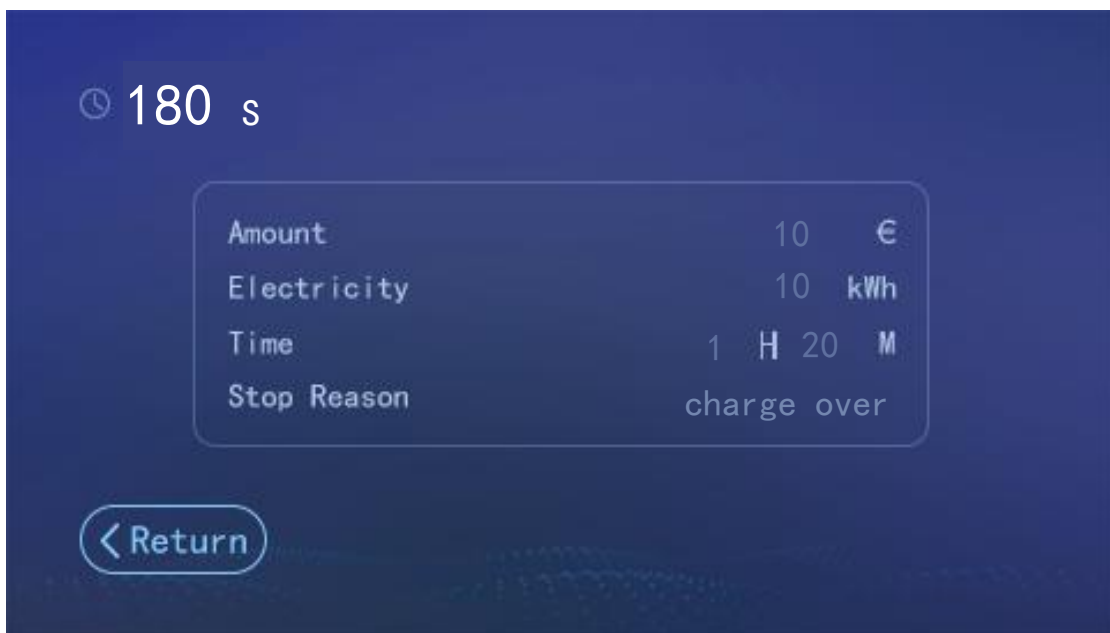 180 s
Amount 10 €
Electricity 10 kWh
Time 1 H 20 M
Stop Reason charge over
Return